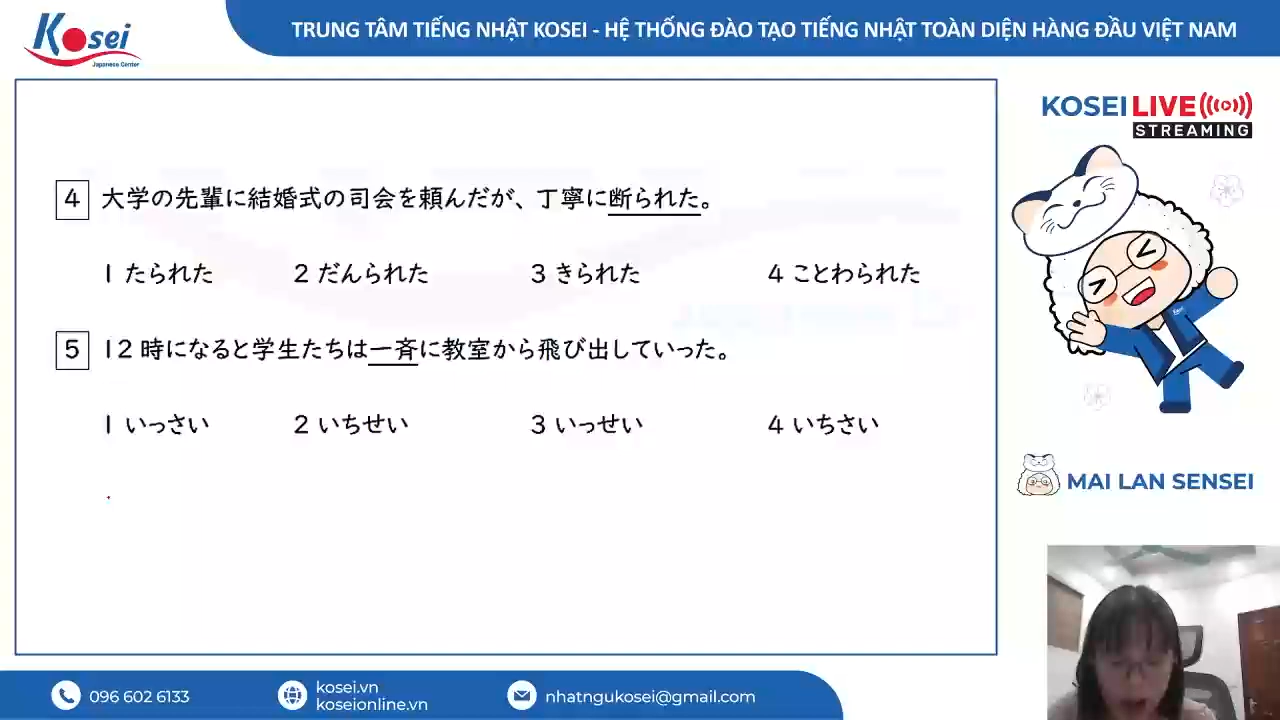 Kosei
Japanese Center
TRUNG TÂM TIẾNG NHẬT KOSEI - HỆ THỐNG ĐÀO TẠO TIẾNG NHẬT TOÀN DIỆN HÀNG ĐẦU VIỆT NAM
KOSEI LIVE
STREAMING
4 大学の先輩に結婚式の司会を頼んだが、丁寧に断られた。
1 たられた 2 だんられた 3 きられた 4 ことわられた
5 12時になると学生たちは一斉に教室から飛び出していった。
1 いっさい 2 いちせい 3 いっせい 4 いちさい
MAI LAN SENSEI
096 602 6133
kosei.vn
koseionline.vn
nhatngukosei@gmail.com